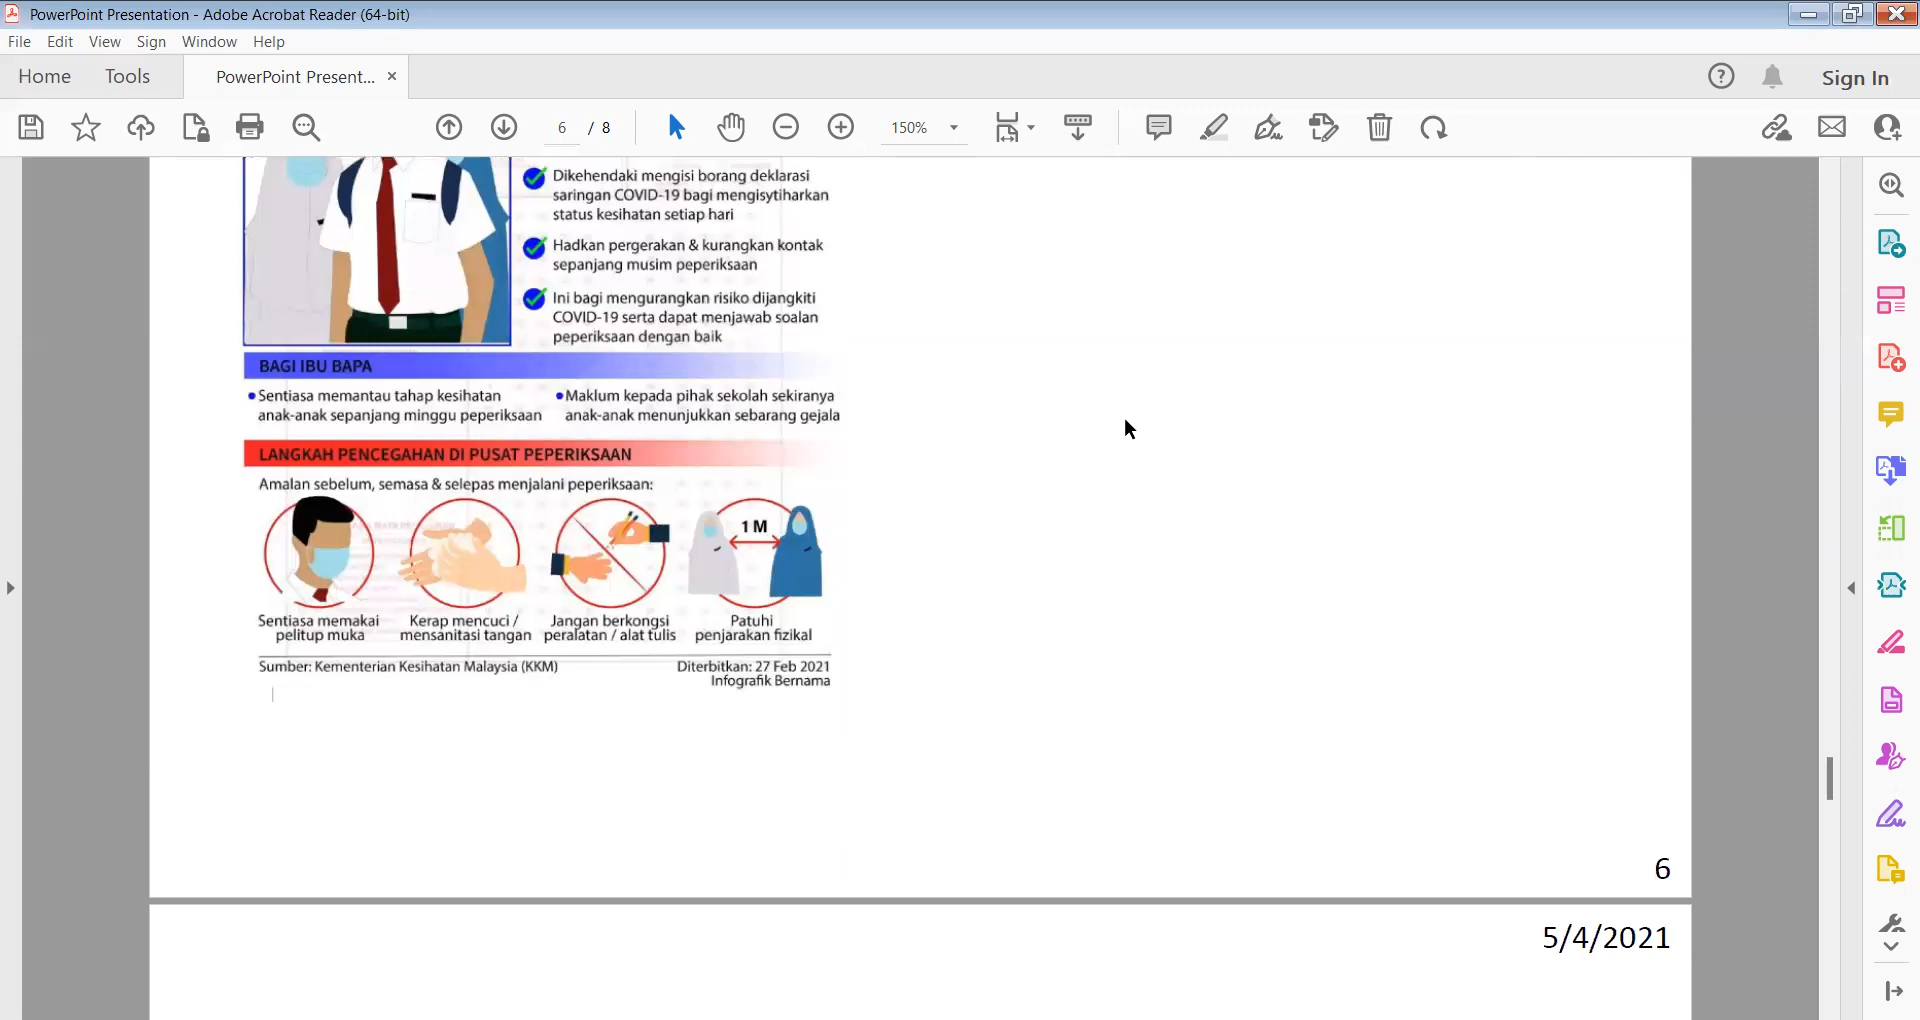 PowerPoint Presentation - Adobe Acrobat Reader (64-bit)
File Edit View Sign Window Help
Home Tools PowerPoint Present... Sign In
6 / 8 150%
Dikehendaki mengisi borang deklarasi
saringan COVID-19 bagi mengisytiharkan
status kesihatan setiap hari
Hadkan pergerakan & kurangkan kontak
sepanjang musim peperiksaan
Ini bagi mengurangkan risiko dijangkiti
COVID-19 serta dapat menjawab soalan
peperiksaan dengan baik
BAGI IBU BAPA
• Sentiasa memantau tahap kesihatan
anak-anak sepanjang minggu peperiksaan
• Maklum kepada pihak sekolah sekiranya
anak-anak menunjukkan sebarang gejala
LANGKAH PENCEGAHAN DI PUSAT PEPERIKSAAN
Amalan sebelum, semasa & selepas menjalani peperiksaan:
1 M
Sentiasa memakai
pelitup muka
Kerap mencuci /
mensanitasi tangan
Jangan berkongsi
peralatan / alat tulis
Patuhi
penjarakan fizikal
Sumber: Kementerian Kesihatan Malaysia (KKM)
Diterbitkan: 27 Feb 2021
Infografik Bernama
6
5/4/2021